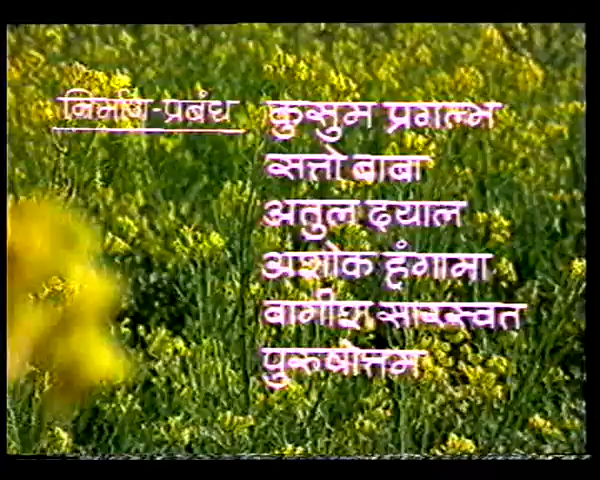 निर्माण-प्रबंध कुसुम प्रगल्भ
सत्तो बाबा
अतुल दयाल
अशोक हंगामा
वागीश सारस्वत
पुरुषोत्तम